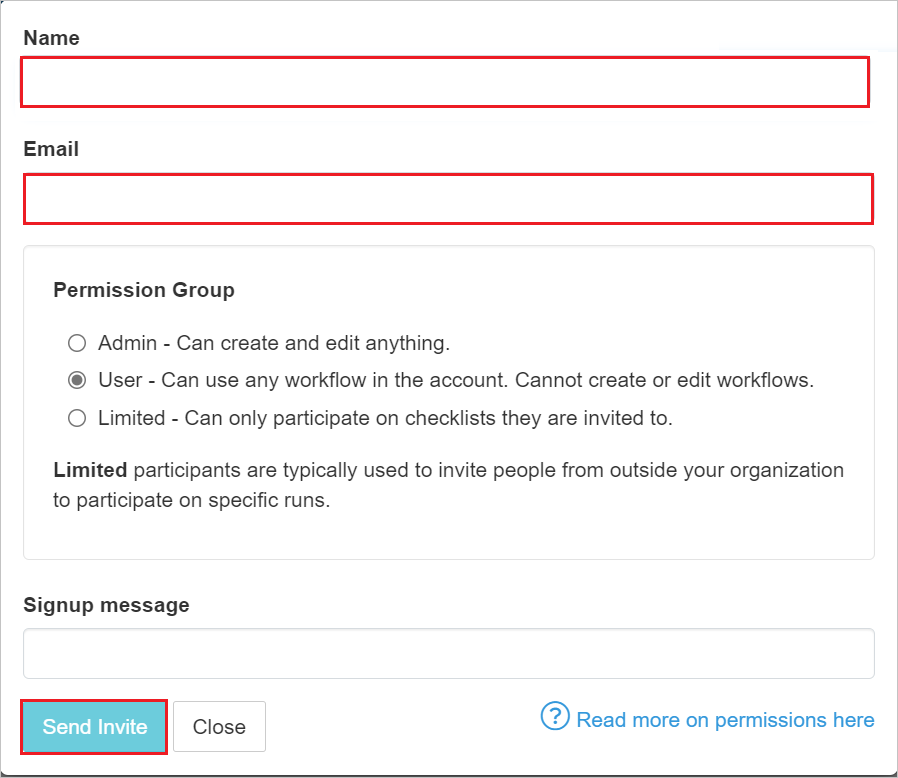 Name
Email
Permission Group
Admin - Can create and edit anything.
User - Can use any workflow in the account. Cannot create or edit workflows.
Limited - Can only participate on checklists they are invited to.
Limited participants are typically used to invite people from outside your organization
to participate on specific runs.
Signup message
Send Invite
Close
? Read more on permissions here